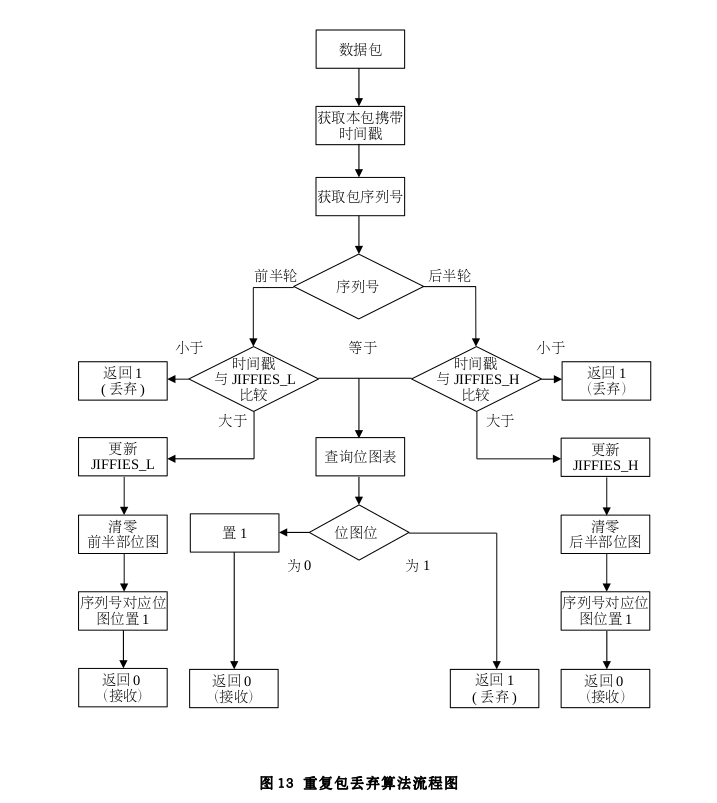 数据包
获取本包携带
时间戳
获取包序列号
前半轮
序列号
后半轮
小于
等于
小于
返回 1
( 丢弃 )
时间戳
与 JIFFIES_L
比较
时间戳
与 JIFFIES_H
比较
返回 1
（丢弃）
大于
大于
更新
JIFFIES_L
查询位图表
更新
JIFFIES_H
清零
前半部位图
置 1
位图位
清零
后半部位图
为 0
为 1
序列号对应位
图位置 1
序列号对应位
图位置 1
返回 0
（接收）
返回 0
（接收）
返回 1
( 丢弃 )
返回 0
（接收）
图 13 重复包丢弃算法流程图